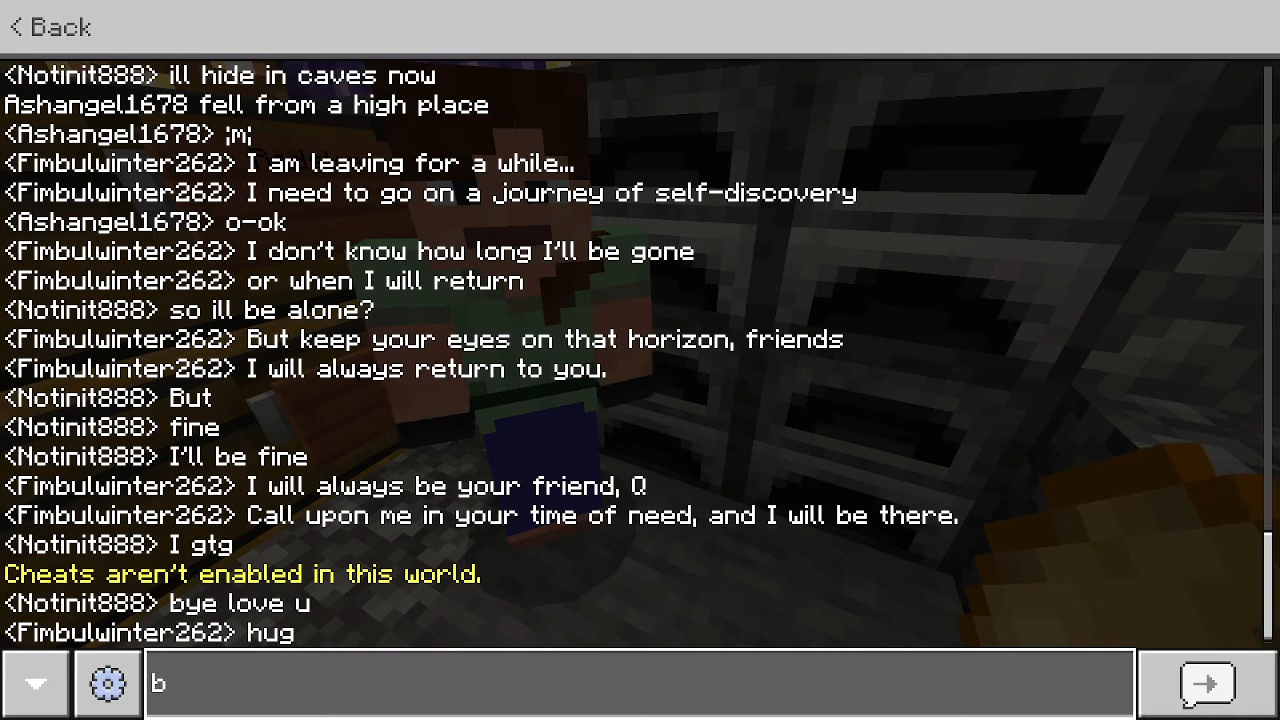 < Back
<Notinit888> ill hide in caves now
Ashangel1678 fell from a high place
<Ashangel1678> ;m;
<Fimbulwinter262> I am leaving for a while...
<Fimbulwinter262> I need to go on a journey of self-discovery
<Ashangel1678> o-ok
<Fimbulwinter262> I don't know how long I'll be gone
<Fimbulwinter262> or when I will return
<Notinit888> so ill be alone?
<Fimbulwinter262> But keep your eyes on that horizon, friends
<Fimbulwinter262> I will always return to you.
<Notinit888> But
<Notinit888> fine
<Notinit888> I'll be fine
<Fimbulwinter262> I will always be your friend, Q
<Fimbulwinter262> Call upon me in your time of need, and I will be there.
<Notinit888> I gtg
Cheats aren't enabled in this world.
<Notinit888> bye love u
<Fimbulwinter262> hug
b